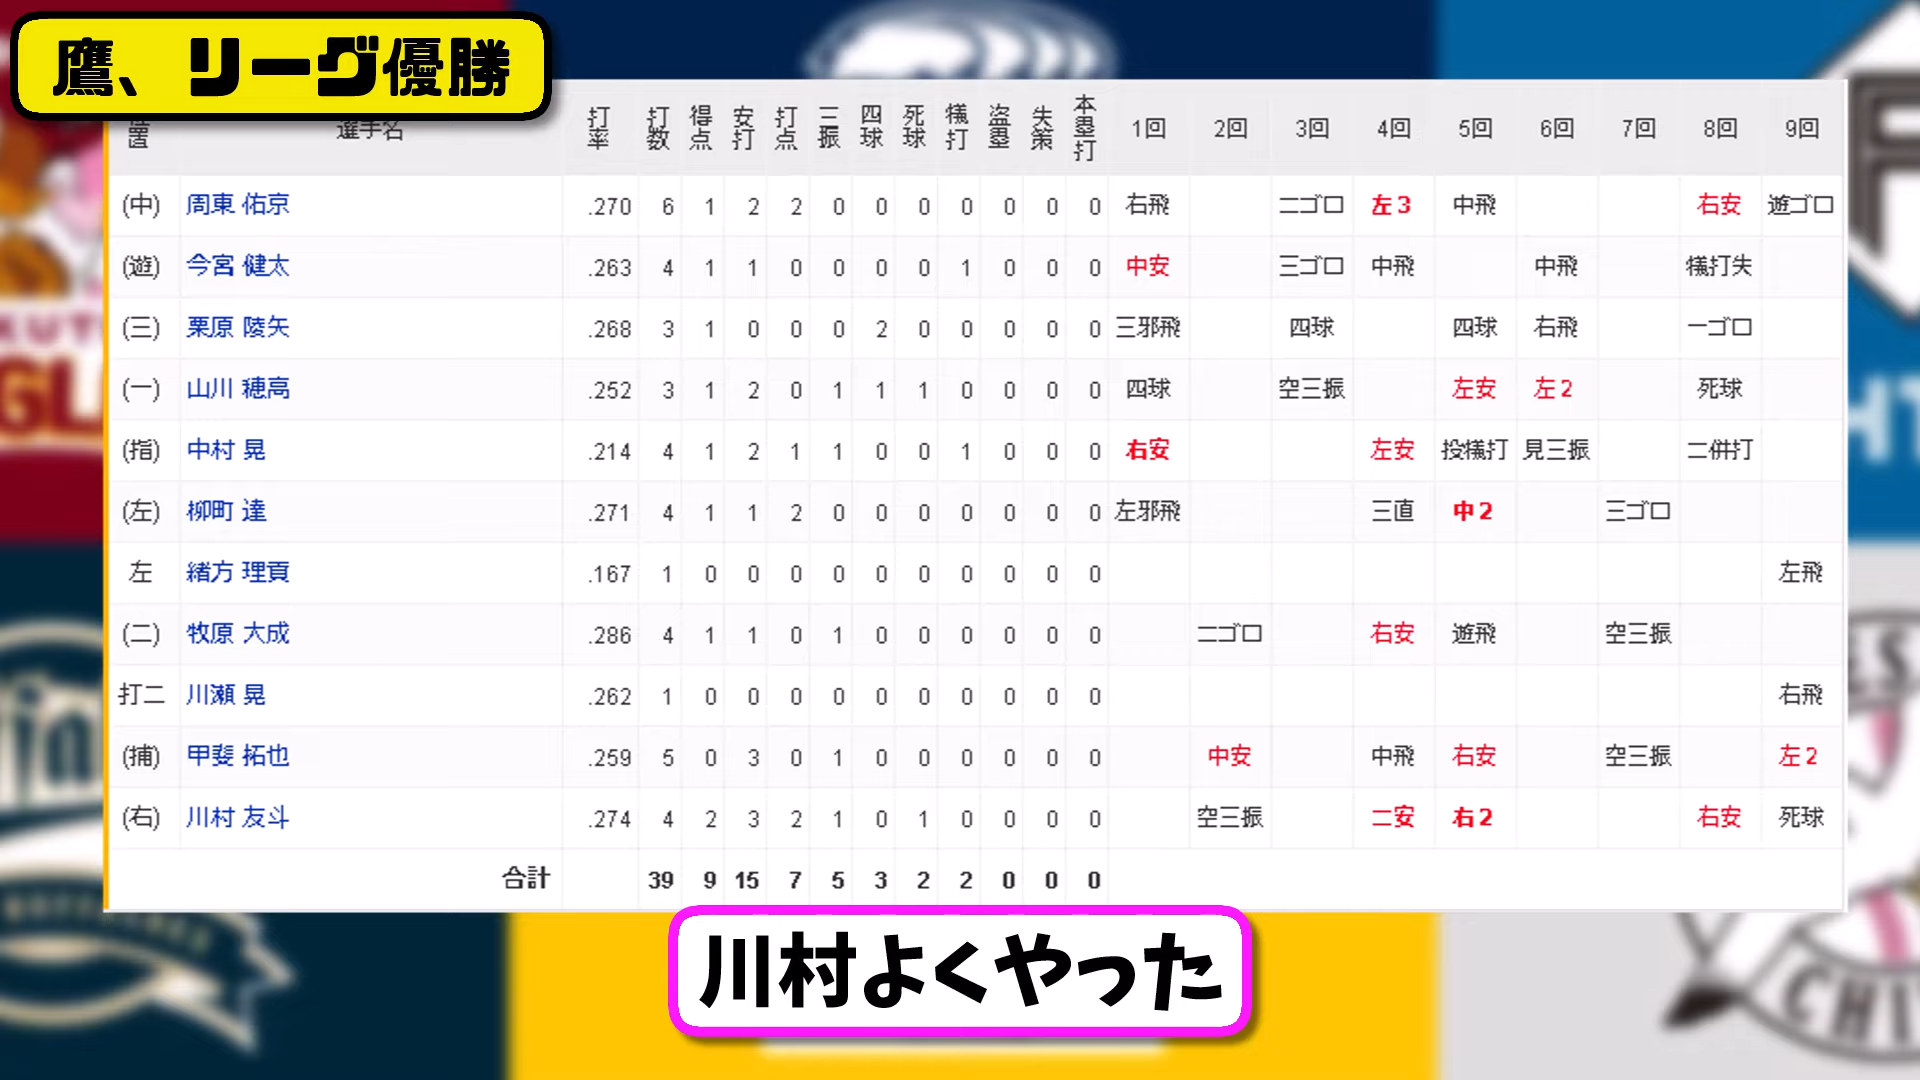 鷹、リーグ優勝
置 選手名 打率 打数 得点 安打 打点 三振 四球 死球 犠打 盗塁 失策 本塁打 1回 2回 3回 4回 5回 6回 7回 8回 9回
(中) 周東 佑京 .270 6 1 2 2 0 0 0 0 0 0 0 右飛 二ゴロ 左3 中飛 右安 遊ゴロ
(遊) 今宮 健太 .263 4 1 1 0 0 0 0 1 0 0 0 中安 三ゴロ 中飛 中飛 犠打失
(三) 栗原 陵矢 .268 3 1 0 0 0 2 0 0 0 0 0 三邪飛 四球 四球 右飛 一ゴロ
(一) 山川 穂高 .252 3 1 2 0 1 1 1 0 0 0 0 四球 空三振 左安 左2 死球
(指) 中村 晃 .214 4 1 2 1 1 0 0 1 0 0 0 右安 左安 投犠打 見三振 二併打
(左) 柳町 達 .271 4 1 1 2 0 0 0 0 0 0 0 左邪飛 三直 中2 三ゴロ
左 緒方 理貢 .167 1 0 0 0 0 0 0 0 0 0 0 左飛
(二) 牧原 大成 .286 4 1 1 0 1 0 0 0 0 0 0 二ゴロ 右安 遊飛 空三振
打二 川瀬 晃 .262 1 0 0 0 0 0 0 0 0 0 0 右飛
(捕) 甲斐 拓也 .259 5 0 3 0 1 0 0 0 0 0 0 中安 中飛 右安 空三振 左2
(右) 川村 友斗 .274 4 2 3 2 1 0 1 0 0 0 0 空三振 二安 右2 右安 死球
合計 39 9 15 7 5 3 2 2 0 0 0
川村よくやった